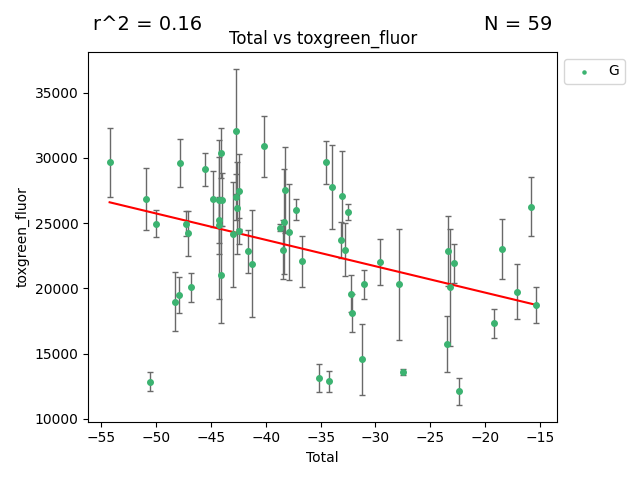 r^2 = 0.16
N = 59
Total vs toxgreen_fluor
G
35000
30000
25000
20000
15000
10000
toxgreen_fluor
−55 −50 −45 −40 −35 −30 −25 −20 −15
Total